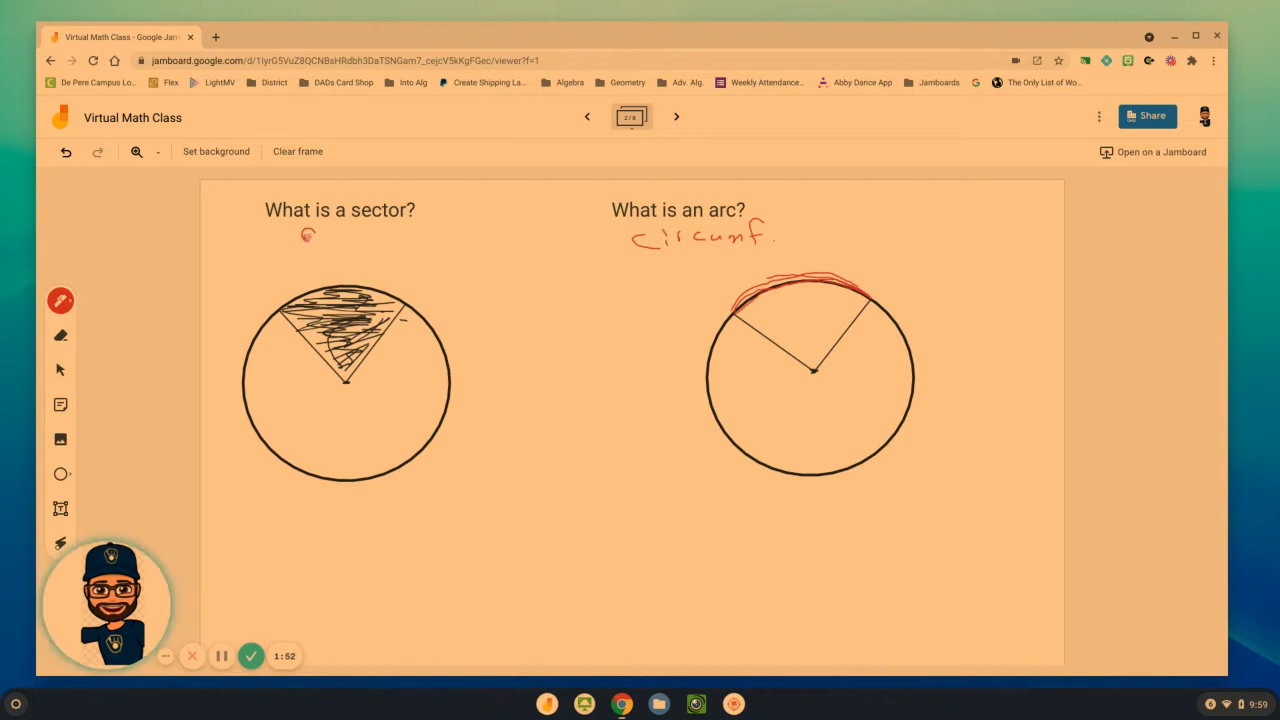 Virtual Math Class - Google Jam
jamboard.google.com/d/1IyrG5VuZ8QCNBsHRdbh3DaTSNGam7_cejcV5kKgFGec/viewer?f=1
De Pere Campus Lo... Flex LightMV District DADs Card Shop Into Alg Create Shipping La... Algebra Geometry Adv. Alg. Weekly Attendance... Abby Dance App Jamboards The Only List of Wo...
Virtual Math Class 2 / 8 Share
Set background Clear frame Open on a Jamboard
What is a sector? What is an arc?
circumf.
1:52
6 9:59